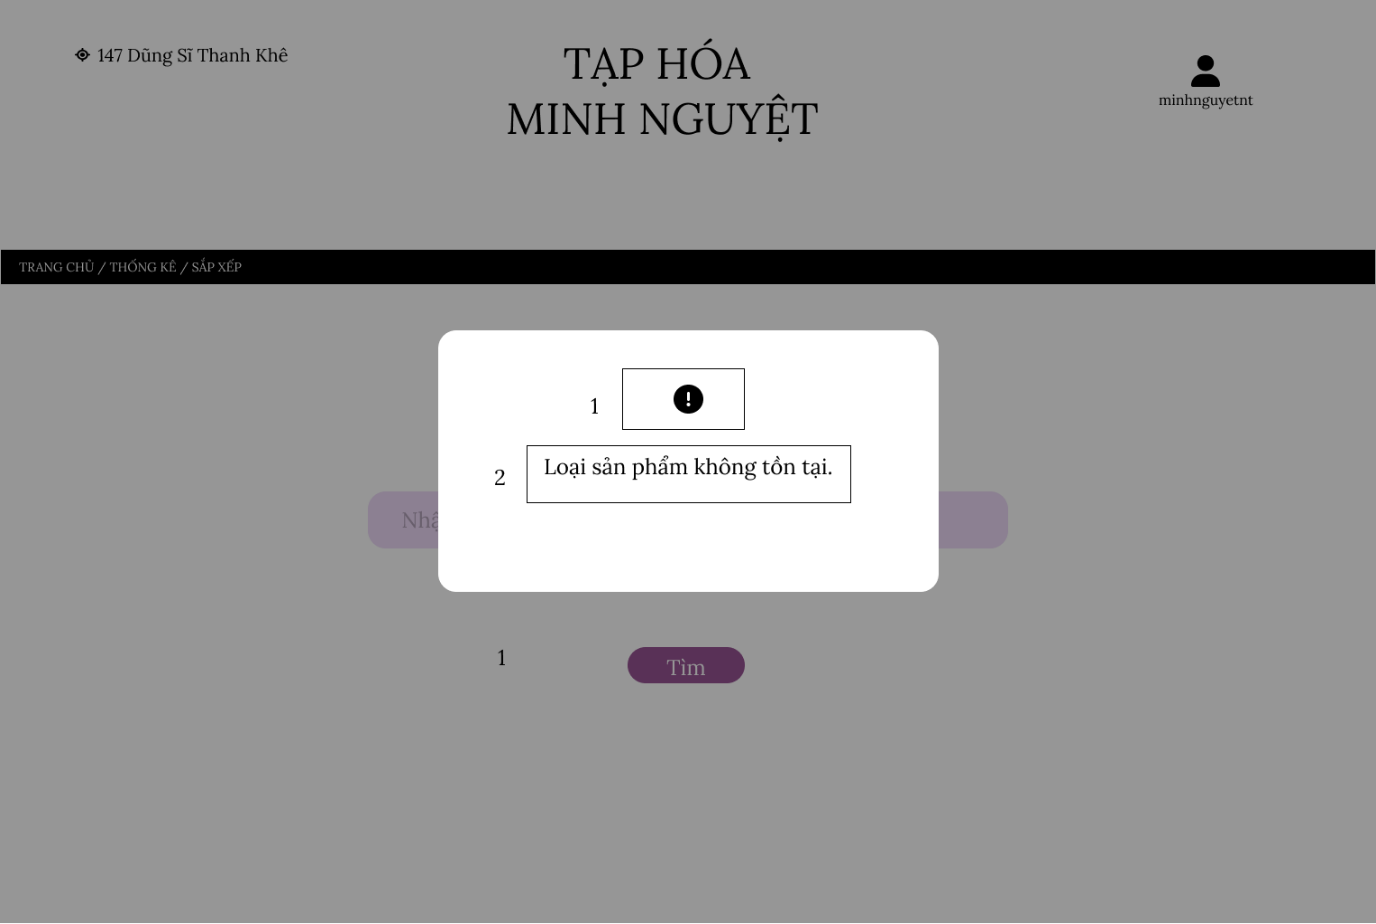 147 Dũng Sĩ Thanh Khê
TẠP HÓA
MINH NGUYỆT
minhnguyetnt
TRANG CHỦ / THỐNG KÊ / SẮP XẾP
1
2 Loại sản phẩm không tồn tại.
1 Tìm